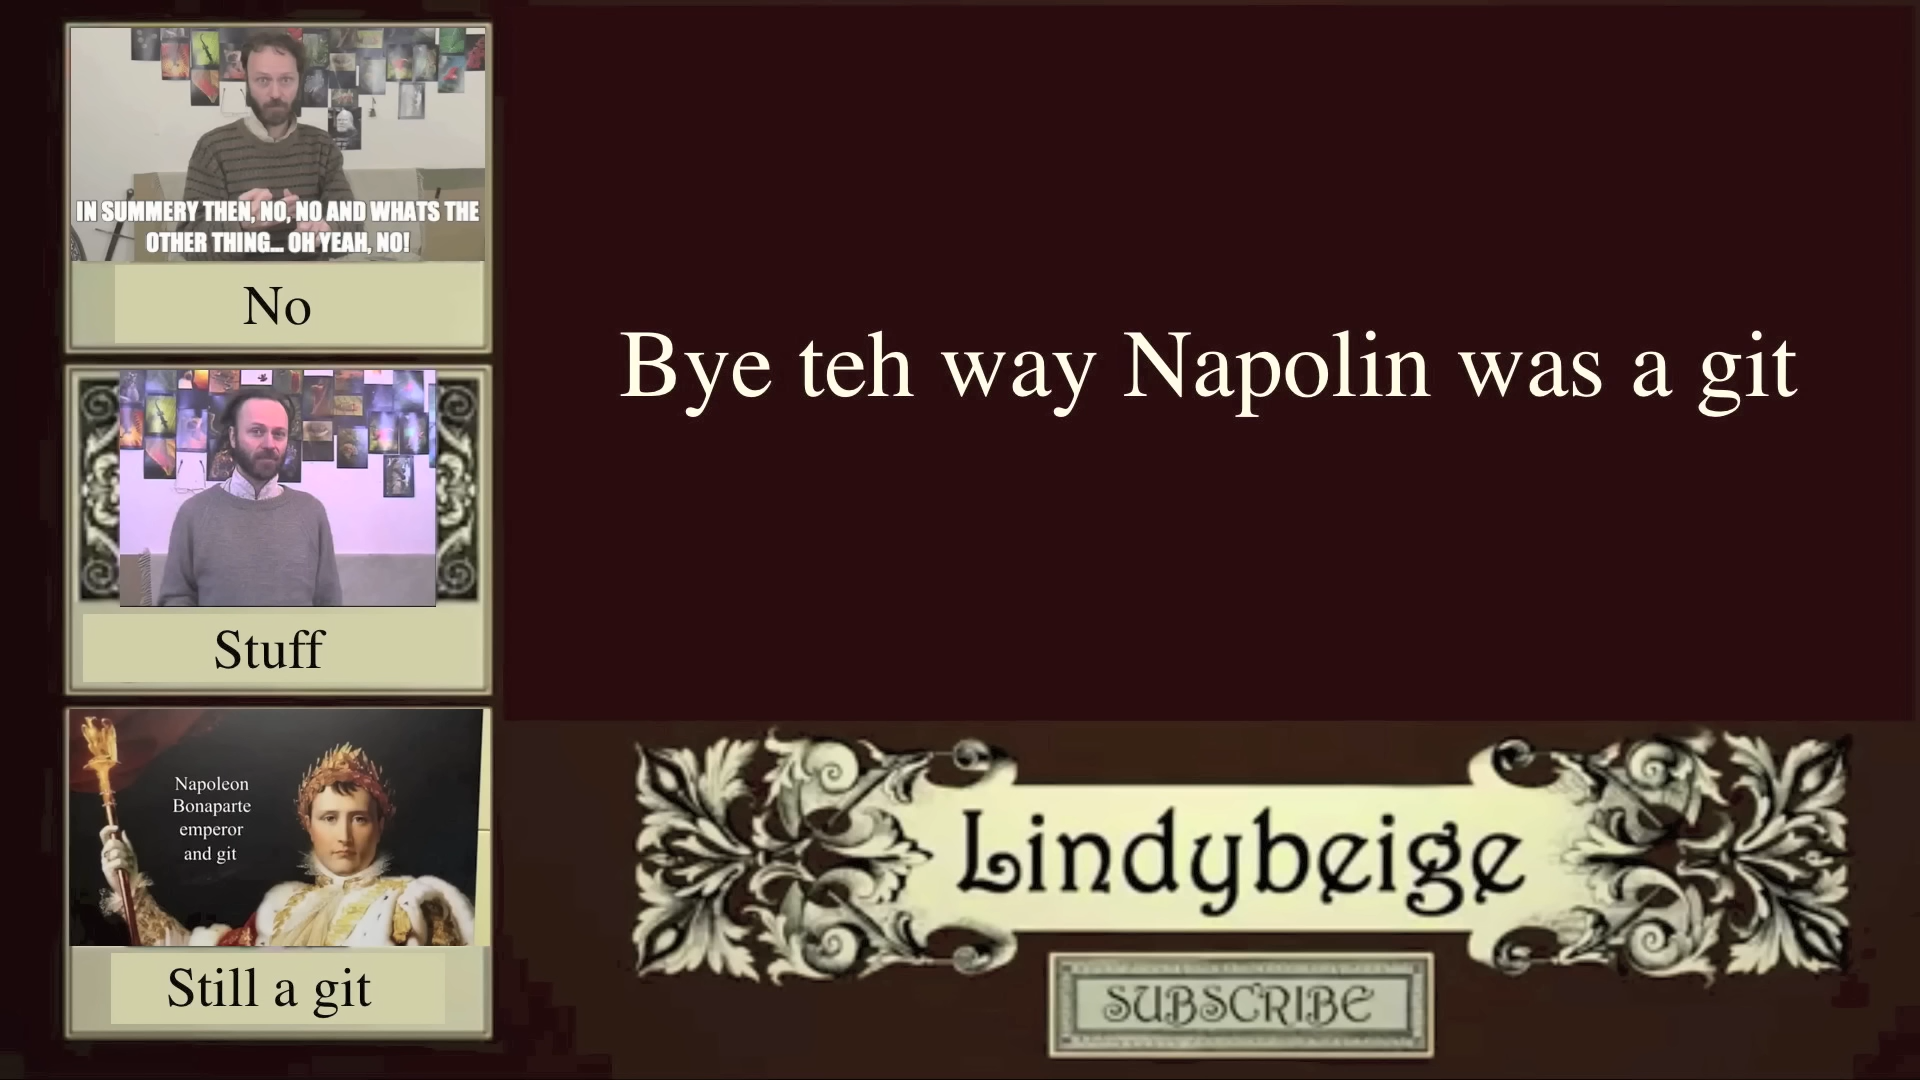 IN SUMMERY THEN, NO, NO AND WHATS THE
OTHER THING... OH YEAH, NO!
No
Stuff
Napoleon
Bonaparte
emperor
and git
Still a git
Bye teh way Napolin was a git
Lindybeige
SUBSCRIBE